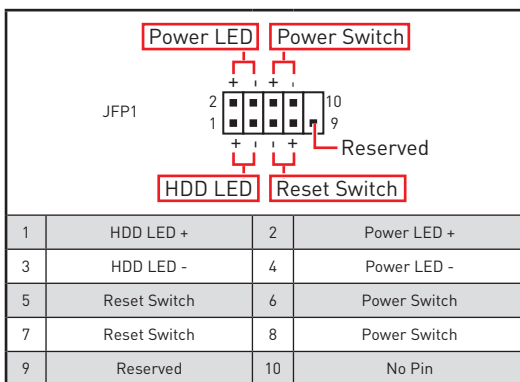 Power LED Power Switch
+ - + -
JFP1
2 10
1 9
+ - - +
Reserved
HDD LED Reset Switch
1 HDD LED + 2 Power LED +
3 HDD LED - 4 Power LED -
5 Reset Switch 6 Power Switch
7 Reset Switch 8 Power Switch
9 Reserved 10 No Pin